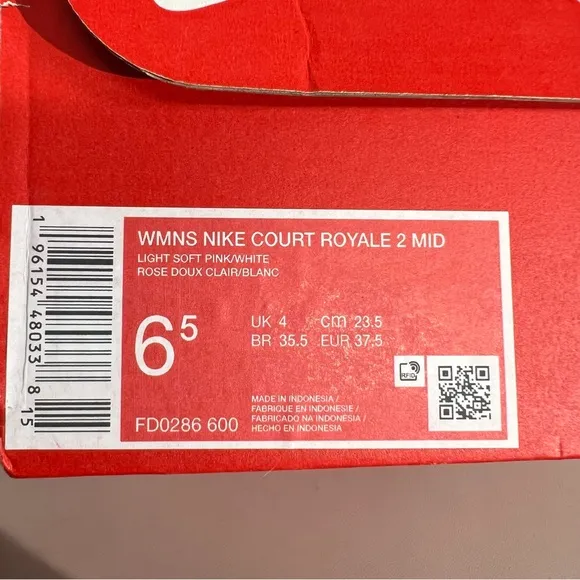 WMNS NIKE COURT ROYALE 2 MID
LIGHT SOFT PINK/WHITE
ROSE DOUX CLAIR/BLANC
6⁵
UK 4 cm 23.5
BR 35.5 EUR 37.5
RFID
MADE IN INDONESIA /
FABRIQUE EN INDONESIE /
FABRICADO NA INDONÉSIA /
HECHO EN INDONESIA
FD0286 600
1 96154 48033 8 15